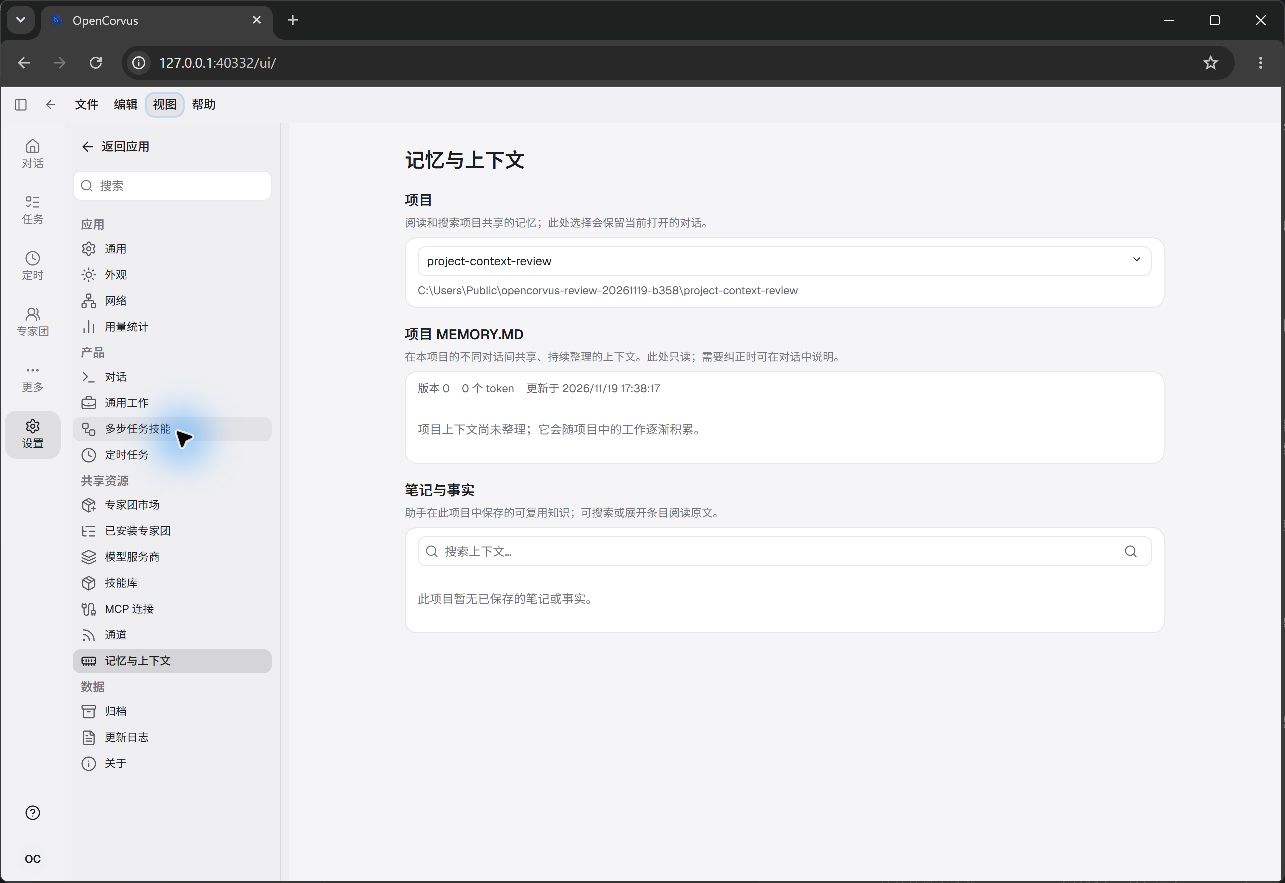 OpenCorvus
127.0.0.1:40332/ui/
文件 编辑 视图 帮助
对话
任务
定时
专家团
更多
设置
OC
返回应用
搜索
应用
通用
外观
网络
用量统计
产品
对话
通用工作
多步任务技能
定时任务
共享资源
专家团市场
已安装专家团
模型服务商
技能库
MCP 连接
通道
记忆与上下文
数据
归档
更新日志
关于
记忆与上下文
项目
阅读和搜索项目共享的记忆；此处选择会保留当前打开的对话。
project-context-review
C:\Users\Public\opencorvus-review-20261119-b358\project-context-review
项目 MEMORY.MD
在本项目的不同对话间共享、持续整理的上下文。此处只读；需要纠正时可在对话中说明。
版本 0 0 个 token 更新于 2026/11/19 17:38:17
项目上下文尚未整理；它会随项目中的工作逐渐积累。
笔记与事实
助手在此项目中保存的可复用知识；可搜索或展开条目阅读原文。
搜索上下文...
此项目暂无已保存的笔记或事实。